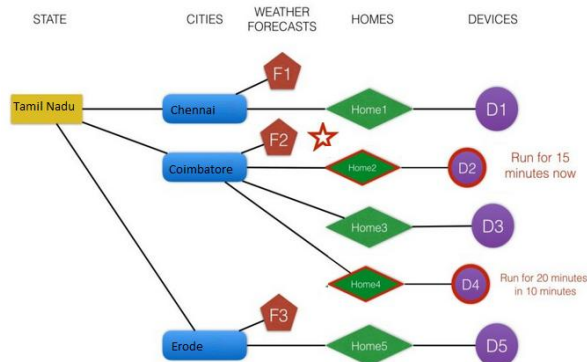 STATE
CITIES
WEATHER
FORECASTS
HOMES
DEVICES
F1
Tamil Nadu
Chennai
Home1
D1
F2
Coimbatore
Home2
D2
Run for 15
minutes now
Home3
D3
Home4
D4
Run for 20 minutes
in 10 minutes
F3
Erode
Home5
D5